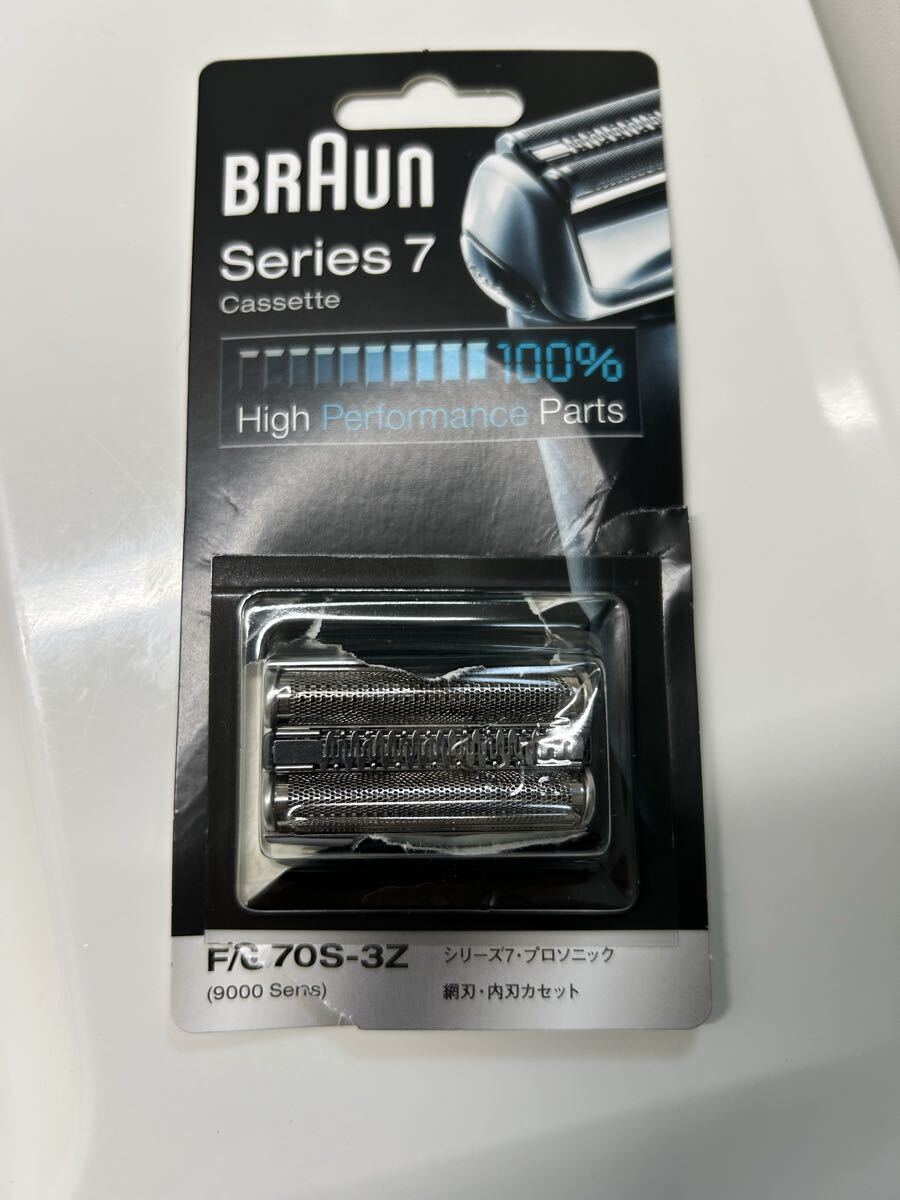 BRAUN
Series 7
Cassette
100%
High Performance Parts
F/C 70S-3Z
(9000 Series)
シリーズ7・プロソニック
網刃・内刃カセット